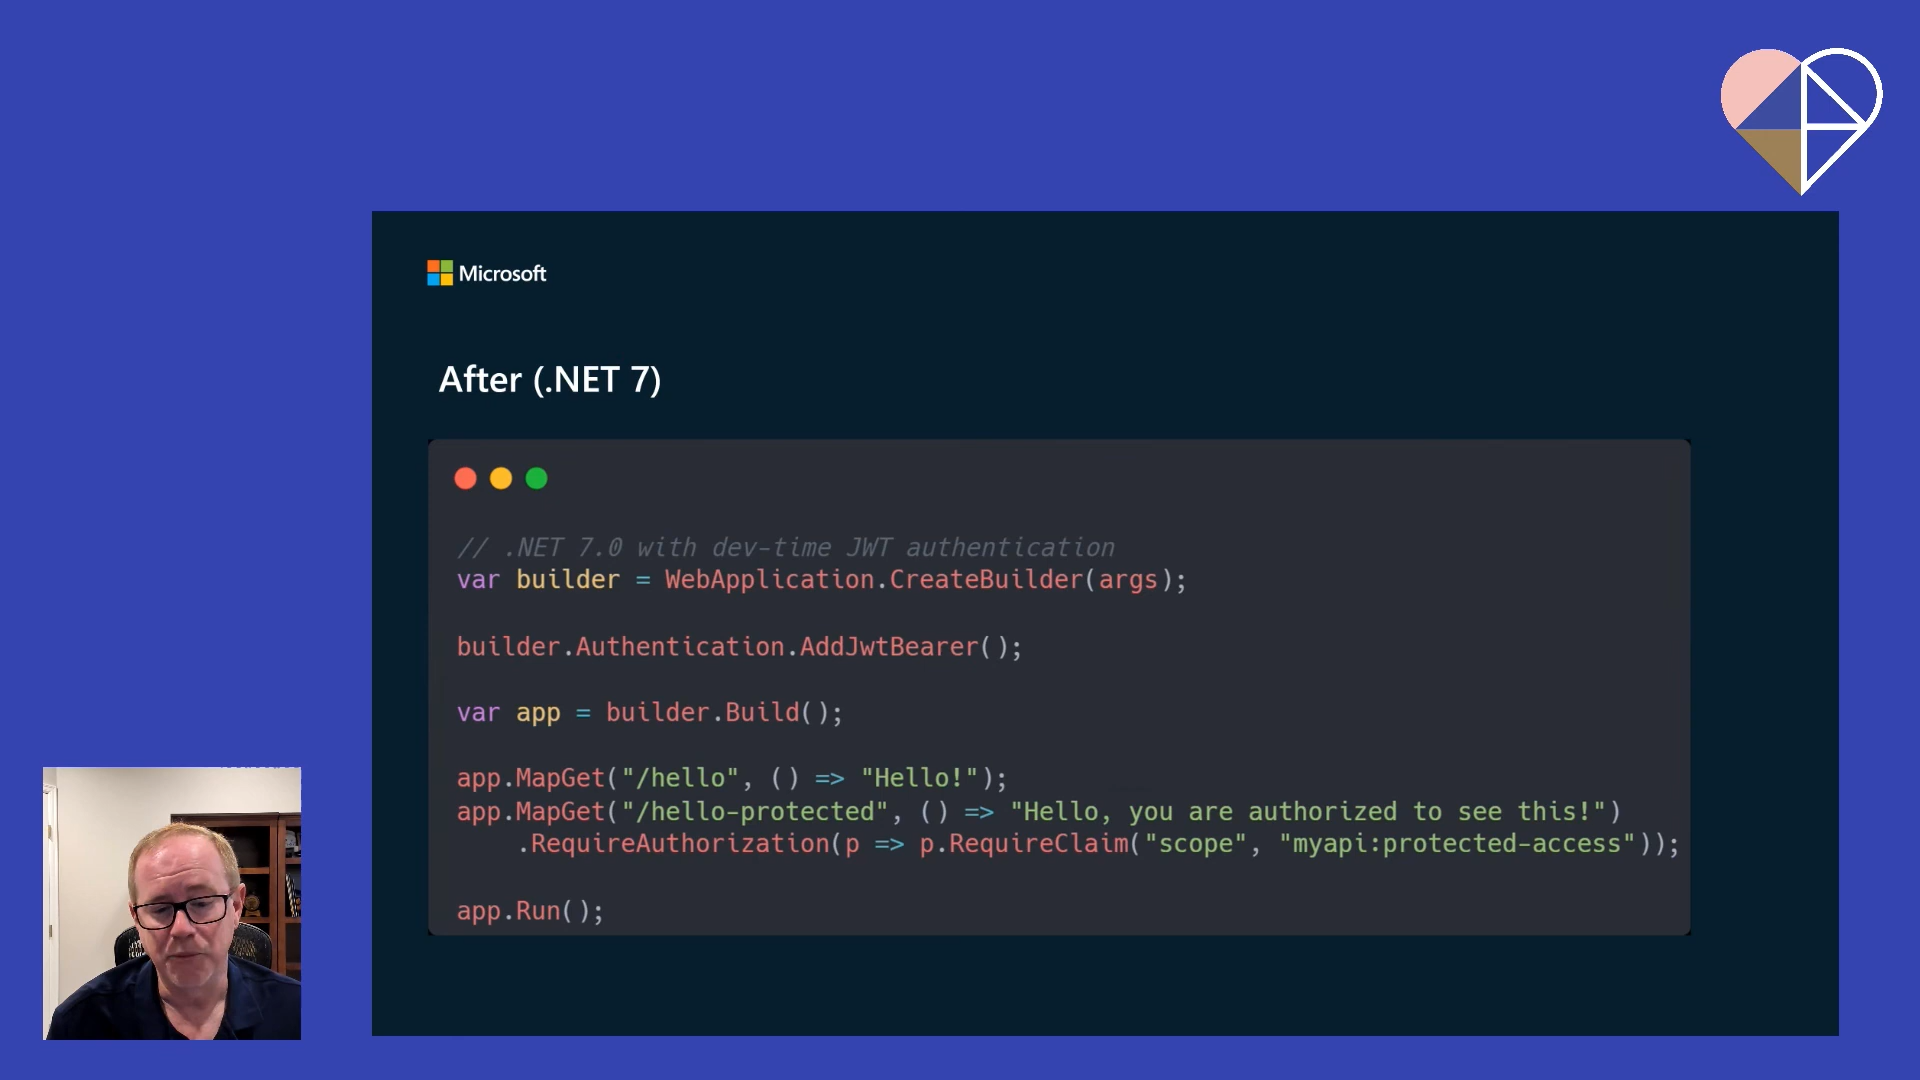 Microsoft
After (.NET 7)
// .NET 7.0 with dev-time JWT authentication
var builder = WebApplication.CreateBuilder(args);
builder.Authentication.AddJwtBearer();
var app = builder.Build();
app.MapGet("/hello", () => "Hello!");
app.MapGet("/hello-protected", () => "Hello, you are authorized to see this!")
.RequireAuthorization(p => p.RequireClaim("scope", "myapi:protected-access"));
app.Run();